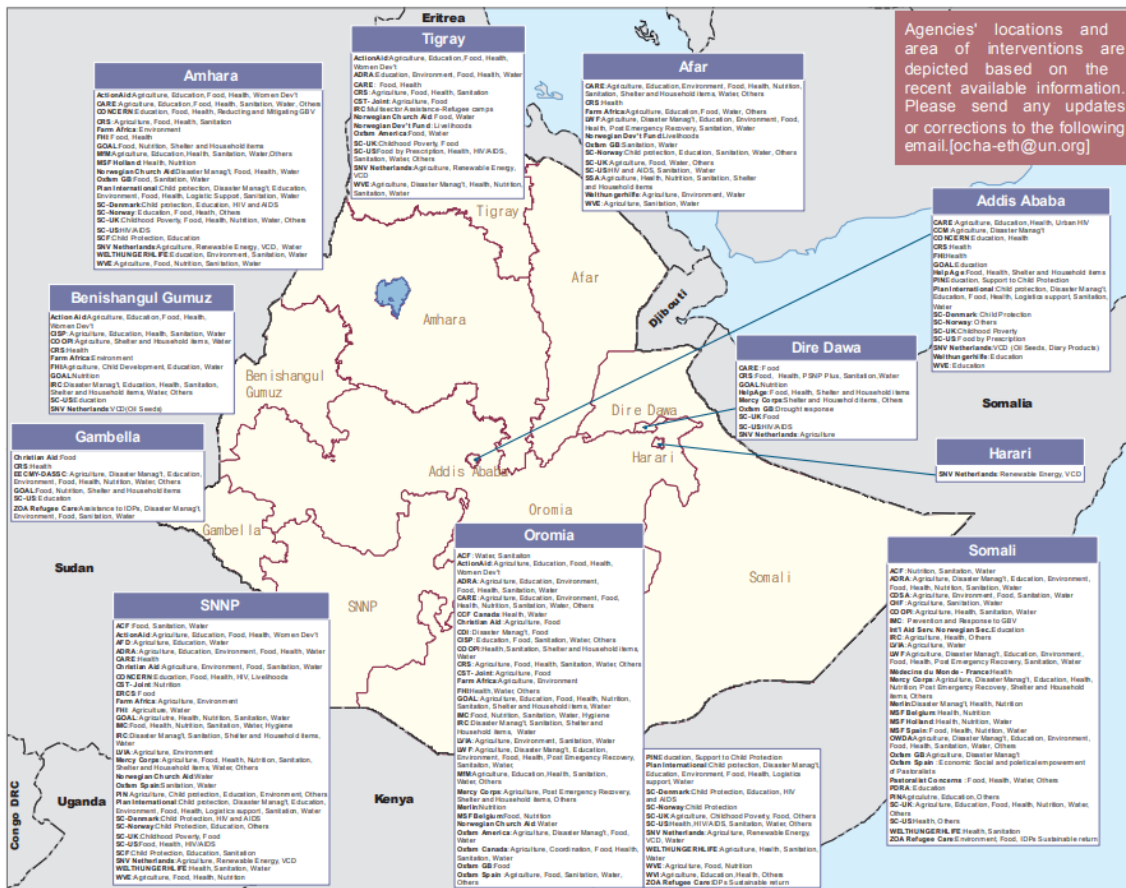 Eritrea
Agencies' locations and
area of interventions are
depicted based on the
recent available information.
Please send any updates
or corrections to the following
email.[ocha-eth@un.org]
Tigray
ActionAid:Agriculture, Education,Food, Health,
Women Dev't
ADRA:Education, Environment, Food, Health, Water
CARE : Food, Health
CRS:Agriculture, Food, Health, Sanitation
CST-Joint:Agriculture, Food
IRC:Multisector Assistance-Refugee camps
Norwegian Church Aid:Food, Water
Norwegian Dev't Fund:Livelihoods
Oxfam America:Food, Water
SC-UK:Childhood Poverty, Food
SC-US:Food by Prescription, Health, HIV/AIDS,
Sanitation, Water, Others
SNV Netherlands:Agriculture, Renewable Energy,
VCD
WVE:Agriculture, Disaster Manag't, Health, Nutrition,
Sanitation, Water
Amhara
ActionAid:Agriculture, Education,Food, Health, Women Dev't
CARE:Agriculture, Education,Food, Health, Sanitation, Water, Others
CONCERN:Education, Food, Health, Reducing and Mitigating GBV
CRS:Agriculture, Food, Health, Sanitation
Farm Africa:Environment
FHI:Food, Health
GOAL:Food, Nutrition, Shelter and Household Items
MfM:Agriculture, Education,Health, Sanitation, Water,Others
MSF Holland:Health, Nutrition
Norwegian Church Aid:Disaster Manag't, Food, Health, Water
Oxfam GB:Food, Sanitation, Water
Plan International:Child protection, Disaster Manag't, Education,
Environment, Food, Health, Logistic Support, Sanitation, Water
SC-Denmark:Child protection, Education, HIV and AIDS
SC-Norway:Education, Food, Heath, Others
SC-UK:Childhood Poverty, Food, Health, Nutrition, Water, Others
SC-US:HIV/AIDS
SCF:Child Protection, Education
SNV Netherlands:Agriculture, Renewable Energy, VCD, Water
WELTHUNGERHLIFE:Education, Environment, Sanitation, Water
WVE:Agriculture, Food, Nutrition, Sanitation, Water
Afar
CARE:Agriculture, Education, Environment, Food, Health, Nutrition,
Sanitation, Shelter and Household items, Water, Others
CRS:Health
Farm Africa:Agriculture, Education, Food, Water, Others
LWF:Agriculture, Disaster Manag't, Education, Environment, Food,
Health, Post Emergency Recovery, Sanitation, Water
Norwegian Dev't Fund:Livelihoods
Oxfam GB:Sanitation, Water
SC-Norway:Child protection, Education, Sanitation, Water, Others
SC-UK:Agriculture, Food, Water, Others
SC-US:HIV and AIDS, Sanitation, Water
SSA:Agriculture, Health, Nutrition, Sanitation, Shelter
and Household items
Welthungerhilfe:Agriculture, Environment, Water
WVE:Agriculture, Sanitation, Water
Addis Ababa
CARE:Agriculture, Education, Health, Urban HIV
CCM:Agriculture, Disaster Manag't
CONCERN:Education, Health
CRS:Health
FHI:Health
GOAL:Education
HelpAge:Food, Health, Shelter and Household items
PIN:Education, Support to Child Protection
Plan International:Child protection, Disaster Manag't,
Education, Food, Health, Logistics support, Sanitation,
Water
SC-Denmark:Child Protection
SC-Norway:Others
SC-UK:Childhood Poverty
SC-US:Food by Prescription
SNV Netherlands:VCD (Oil Seeds, Diary Products)
Welthungerhilfe:Education
WVE:Education
Benishangul Gumuz
Action Aid:Agriculture, Education, Food, Health,
Women Dev't
CISP:Agriculture, Education, Health, Sanitation, Water
COOPI:Agriculture, Shelter and Household items, Water
CRS:Health
Farm Africa:Environment
FHI:Agriculture, Child Development, Education, Water
GOAL:Nutrition
IRC:Disaster Manag't, Education, Health, Sanitation,
Shelter and Household items, Water, Others
SC-US:Education
SNV Netherlands:VCD(Oil Seeds)
Dire Dawa
CARE:Food
CRS:Food, Health, PSNP Plus, Sanitation,Water
GOAL:Nutrition
HelpAge:Food, Health, Shelter and Household items
Mercy Corps:Shelter and Household items, Others
Oxfam GB:Drought response
SC-UK:Food
SC-US:HIV/AIDS
SNV Netherlands:Agriculture
Gambella
Christian Aid:Food
CRS:Health
EECMY-DASSC:Agriculture, Disaster Manag't, Education,
Environment, Food, Health, Nutrition, Water, Others
GOAL:Food, Nutrition, Shelter and Household items
SC-US:Education
ZOA Refugee Care:Assistance to IDPs, Disaster Manag't,
Environment, Food, Sanitation, Water
Harari
SNV Netherlands:Renewable Energy, VCD
Tigray
Afar
Amhara
Djibouti
Benishangul
Gumuz
Dire Dawa
Somalia
Addis Ababa
Harari
Oromia
Gambella
Somali
SNNP
Sudan
Uganda
Kenya
Congo DRC
Oromia
ACF:Water, Sanitation
ActionAid:Agriculture, Education, Food, Health,
Women Dev't
ADRA:Agriculture, Education, Environment,
Food, Health, Sanitation, Water
CARE:Agriculture, Education, Environment, Food,
Health, Nutrition, Sanitation, Water, Others
CCF Canada:Health, Water
Christian Aid:Agriculture, Food
CDI:Disaster Manag't, Food
CISP:Education, Food, Sanitation, Water, Others
COOPI:Health,Sanitation, Shelter and Household items,
Water
CRS:Agriculture, Food, Health, Sanitation, Water, Others
CST-Joint:Agriculture, Food
Farm Africa:Agriculture, Environment
FHI:Health, Water, Others
GOAL:Agriculture, Education, Food, Health, Nutrition,
Sanitation, Shelter and Household items, Water
IMC:Food, Nutrition, Sanitation, Water, Hygiene
IRC:Disaster Manag't, Sanitation, Shelter and
Household items, Water
LVIA:Agriculture, Environment, Sanitation, Water
LWF:Agriculture, Disaster Manag't, Education,
Environment, Food, Health, Post Emergency Recovery,
Sanitation, Water,
MfM:Agriculture, Education,Health, Sanitation,
Water, Others
Mercy Corps:Agriculture, Post Emergency Recovery,
Shelter and Household items, Others
Merlin:Nutrition
MSF Belgium:Food, Nutrition
Norwegian Church Aid:Water
Oxfam America:Agriculture, Disaster Manag't, Food,
Water
Oxfam Canada:Agriculture, Coordination, Food, Health,
Sanitation, Water
Oxfam GB:Food
Oxfam Spain:Agriculture, Food, Sanitation, Water,
Others
PIN:Education, Support to Child Protection
Plan International:Child protection, Disaster Manag't,
Education, Environment, Food, Health, Logistics
support, Water
SC-Denmark:Child Protection, Education, HIV
and AIDS
SC-Norway:Child Protection
SC-UK:Agriculture, Childhood Poverty, Food, Others
SC-US:Health,HIV/AIDS, Sanitation, Water, Others
SNV Netherlands:Agriculture, Renewable Energy,
VCD, Water
WELTHUNGERHLIFE:Agriculture, Health, Sanitation,
Water
WVE:Agriculture, Food, Nutrition
WVI:Agriculture, Education,Health, Others
ZOA Refugee Care:IDPs Sustainable return
SNNP
ACF:Food, Sanitation, Water
ActionAid:Agriculture, Education, Food, Health, Women Dev't
AFD:Agriculture, Education, Water
ADRA:Agriculture, Education, Environment, Food, Health, Water
CARE:Health
Christian Aid:Agriculture, Environment, Food, Sanitation, Water
CONCERN:Education, Food, Health, HIV, Livelihoods
CST-Joint:Nutrition
ERCS:Food
Farm Africa:Agriculture, Environment
FHI:Agriculture, Water
GOAL:Agriculutre, Health, Nutrition, Sanitation, Water
IMC:Food, Health, Nutrition, Sanitation, Water, Hygiene
IRC:Disaster Manag't, Sanitation, Shelter and Household items,
Water
LVIA:Agriculture, Environment
Mercy Corps:Agriculture, Food, Health, Nutrition, Sanitation,
Shelter and Household items, Water, Others
Norwegian Church Aid:Water
Oxfam Spain:Sanitation, Water
PIN:Agriculture, Child protection, Education, Environment, Others
Plan International:Child protection, Disaster Manag't, Education,
Environment, Food, Health, Logistics support, Sanitation, Water
SC-Denmark:Child Protection, HIV and AIDS
SC-Norway:Child Protection, Education, Others
SC-UK:Childhood Poverty, Food
SC-US:Food, Health, HIV/AIDS
SCF:Child Protection, Education, Sanitation
SNV Netherlands:Agriculture, Renewable Energy, VCD
WELTHUNGERHLIFE:Health, Sanitation, Water
WVE:Agriculture, Food, Health, Nutrition
Somali
ACF:Nutrition, Sanitation, Water
ADRA:Agriculture, Disaster Manag't, Education, Environment,
Food, Health, Nutrition, Sanitation, Water
CDSA:Agriculture, Environment, Food, Sanitation, Water
CHF:Agriculture, Sanitation, Water
COOPI:Agriculture, Health, Sanitation, Water
IMC: Prevention and Response to GBV
Int'l Aid Serv. Norwegian Sec.:Education
IRC:Agriculture, Health, Others
LVIA:Agriculture, Water
LWF:Agriculture, Disaster Manag't, Education, Environment,
Food, Health, Post Emergency Recovery, Sanitation, Water
Médecins du Monde - France:Health
Mercy Corps:Agriculture, Disaster Manag't, Education, Health,
Nutrition, Post Emergency Recovery, Shelter and Household
items, Others
Merlin:Disaster Manag't, Health, Nutrition
MSF Belgium:Health, Nutrition
MSF Holland:Health, Nutrition, Water
MSF Spain:Food, Health, Nutrition, Water
OWDA:Agriculture, Disaster Manag't, Education, Environment,
Food, Health, Sanitation, Water, Others
Oxfam GB:Agriculture, Disaster Manag't
Oxfam Spain : Economic Social and political empowerment
of Pastoralists
Pastoralist Concerns : Food, Health, Water, Others
PDRA:Education
PIN:Agriculutre, Education, Others
SC-UK:Agriculture, Education, Food, Health, Nutrition, Water,
Others
SC-US:Health, Others
WELTHUNGERHLIFE:Health, Sanitation
ZOA Refugee Care:Environment, Food, IDPs Sustainable return